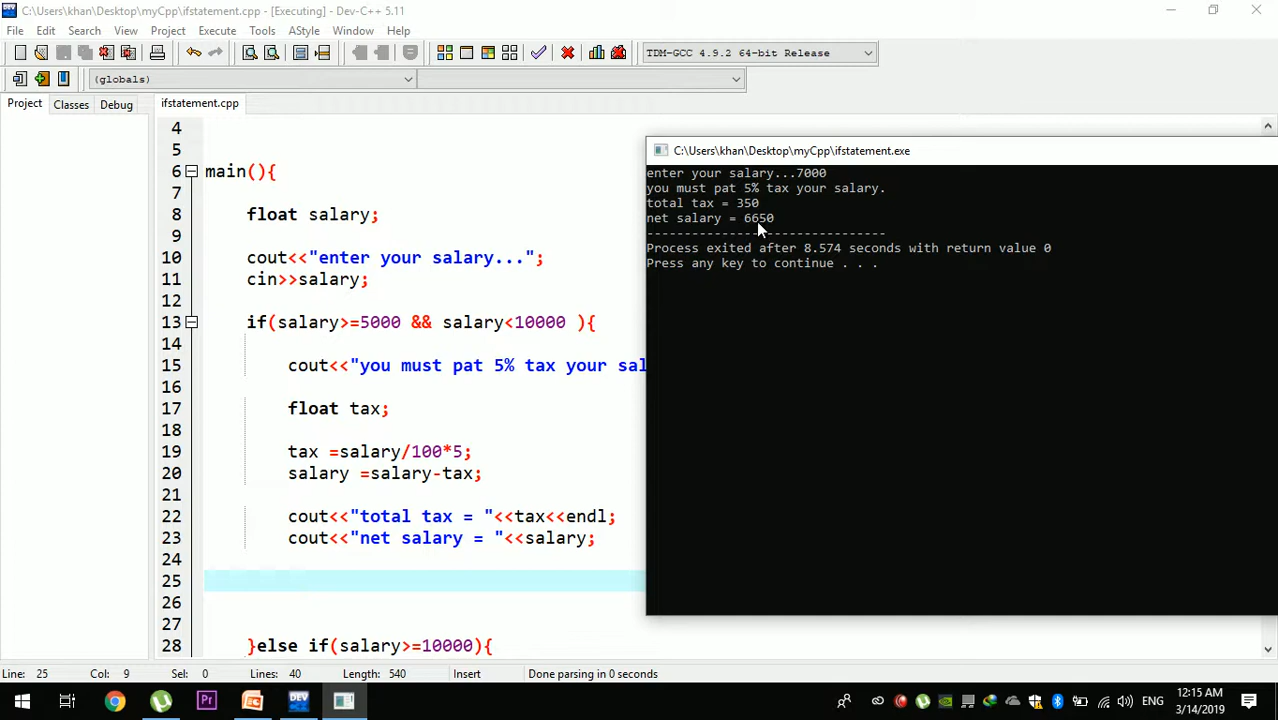 C:\Users\khan\Desktop\myCpp\ifstatement.cpp - [Executing] - Dev-C++ 5.11
File Edit Search View Project Execute Tools AStyle Window Help
TDM-GCC 4.9.2 64-bit Release
(globals)
Project Classes Debug ifstatement.cpp
4
5
6 main(){
7
8 float salary;
9
10 cout<<"enter your salary...";
11 cin>>salary;
12
13 if(salary>=5000 && salary<10000 ){
14
15 cout<<"you must pat 5% tax your sal
16
17 float tax;
18
19 tax =salary/100*5;
20 salary =salary-tax;
21
22 cout<<"total tax = "<<tax<<endl;
23 cout<<"net salary = "<<salary;
24
25
26
27
28 }else if(salary>=10000){
C:\Users\khan\Desktop\myCpp\ifstatement.exe
enter your salary...7000
you must pat 5% tax your salary.
total tax = 350
net salary = 6650
--------------------------------
Process exited after 8.574 seconds with return value 0
Press any key to continue . . .
Line: 25 Col: 9 Sel: 0 Lines: 40 Length: 540 Insert Done parsing in 0 seconds
Pr
DEV
ENG
12:15 AM
3/14/2019